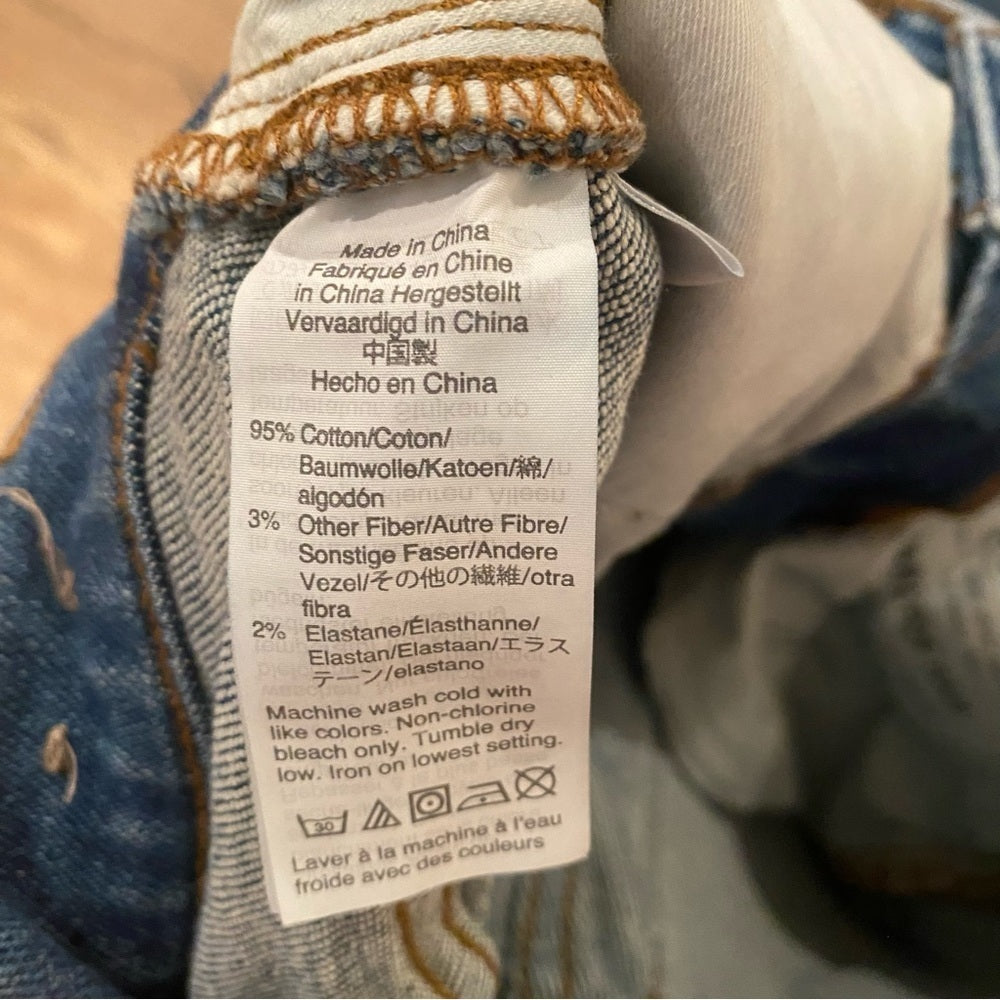 Made in China
Fabriqué en Chine
in China Hergestellt
Vervaardigd in China
中国製
Hecho en China
95% Cotton/Coton/
Baumwolle/Katoen/綿/
algodón
3% Other Fiber/Autre Fibre/
Sonstige Faser/Andere
Vezel/その他の繊維/otra
fibra
2% Elastane/Élasthanne/
Elastan/Elastaan/エラス
テーン/elastano
Machine wash cold with
like colors. Non-chlorine
bleach only. Tumble dry
low. Iron on lowest setting.
30
Laver à la machine à l'eau
froide avec des couleurs